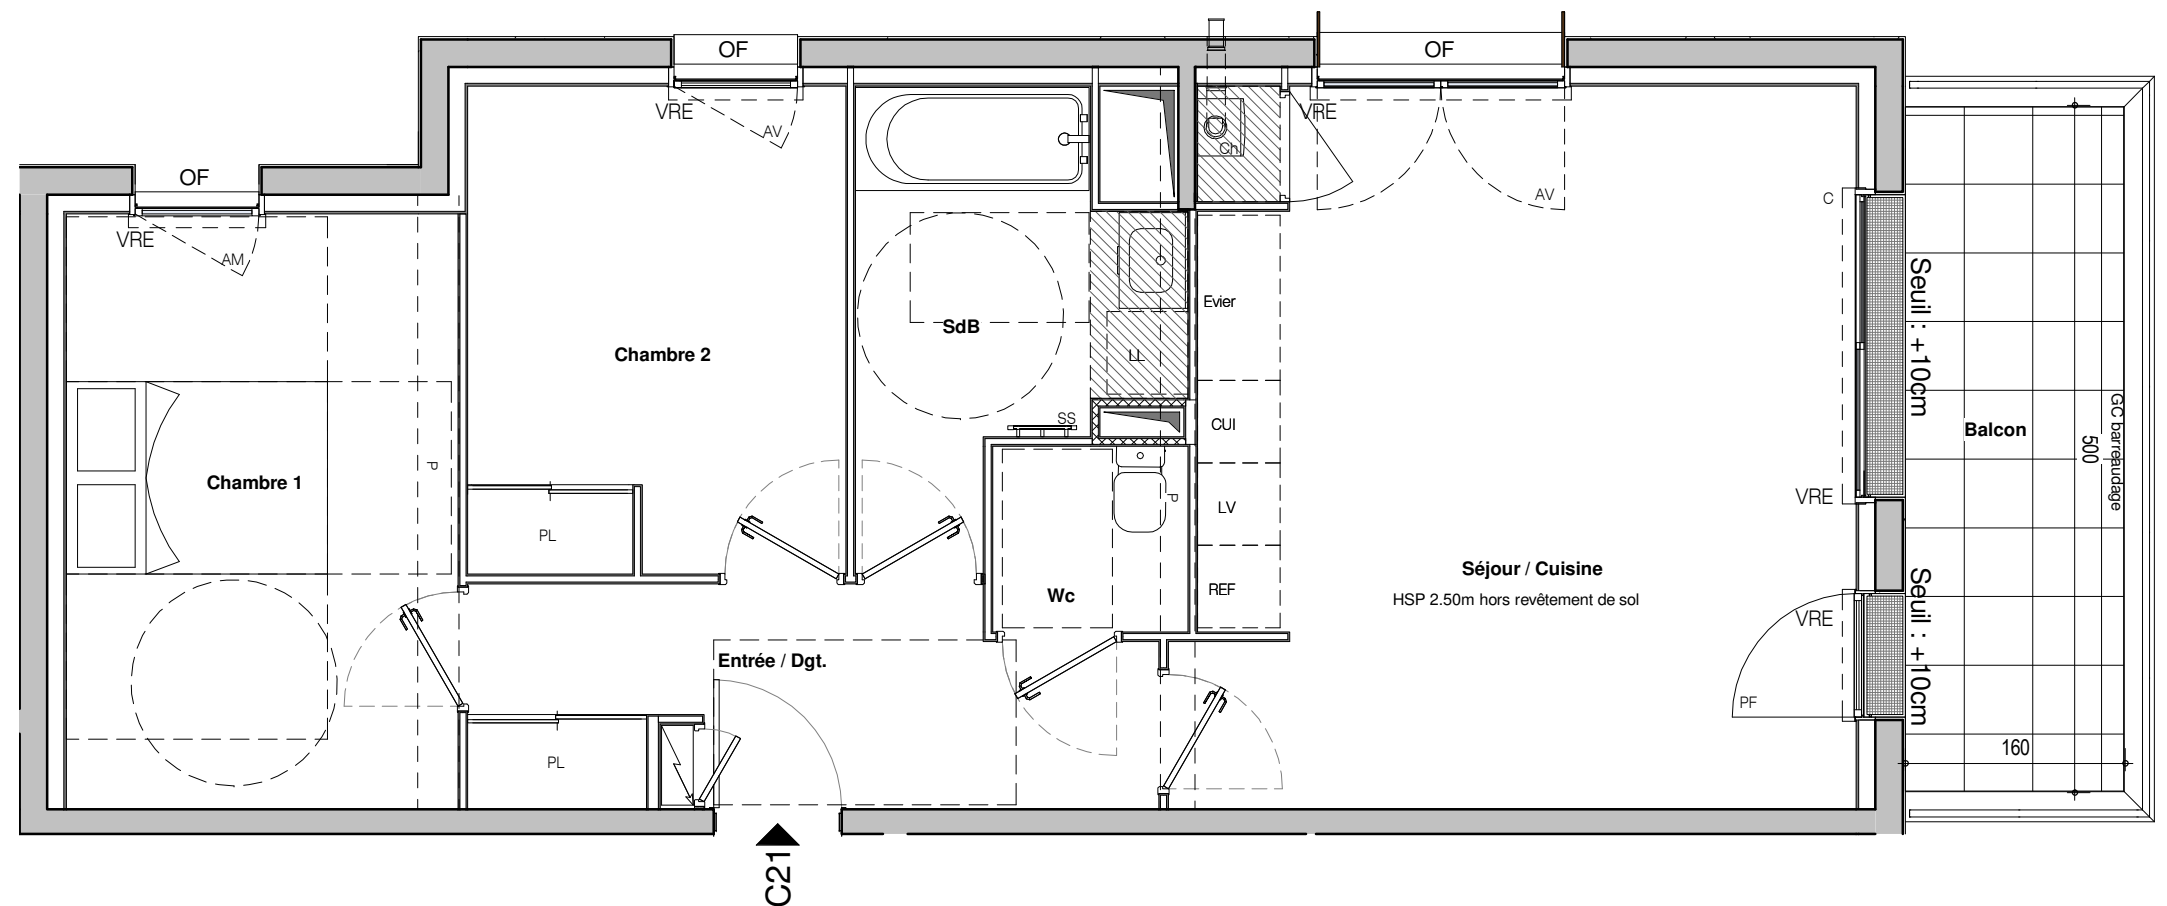 OF
OF
OF
VRE
AV
VRE
AV
Ch
VRE
AM
C
Seuil : +10cm
Evier
SdB
Chambre 2
LL
CUI
SS
GC barreaudage
Balcon
500
P
Chambre 1
P
VRE
LV
PL
Séjour / Cuisine
HSP 2.50m hors revêtement de sol
Wc
REF
Seuil : +10cm
VRE
Entrée / Dgt.
PF
PL
160
C21